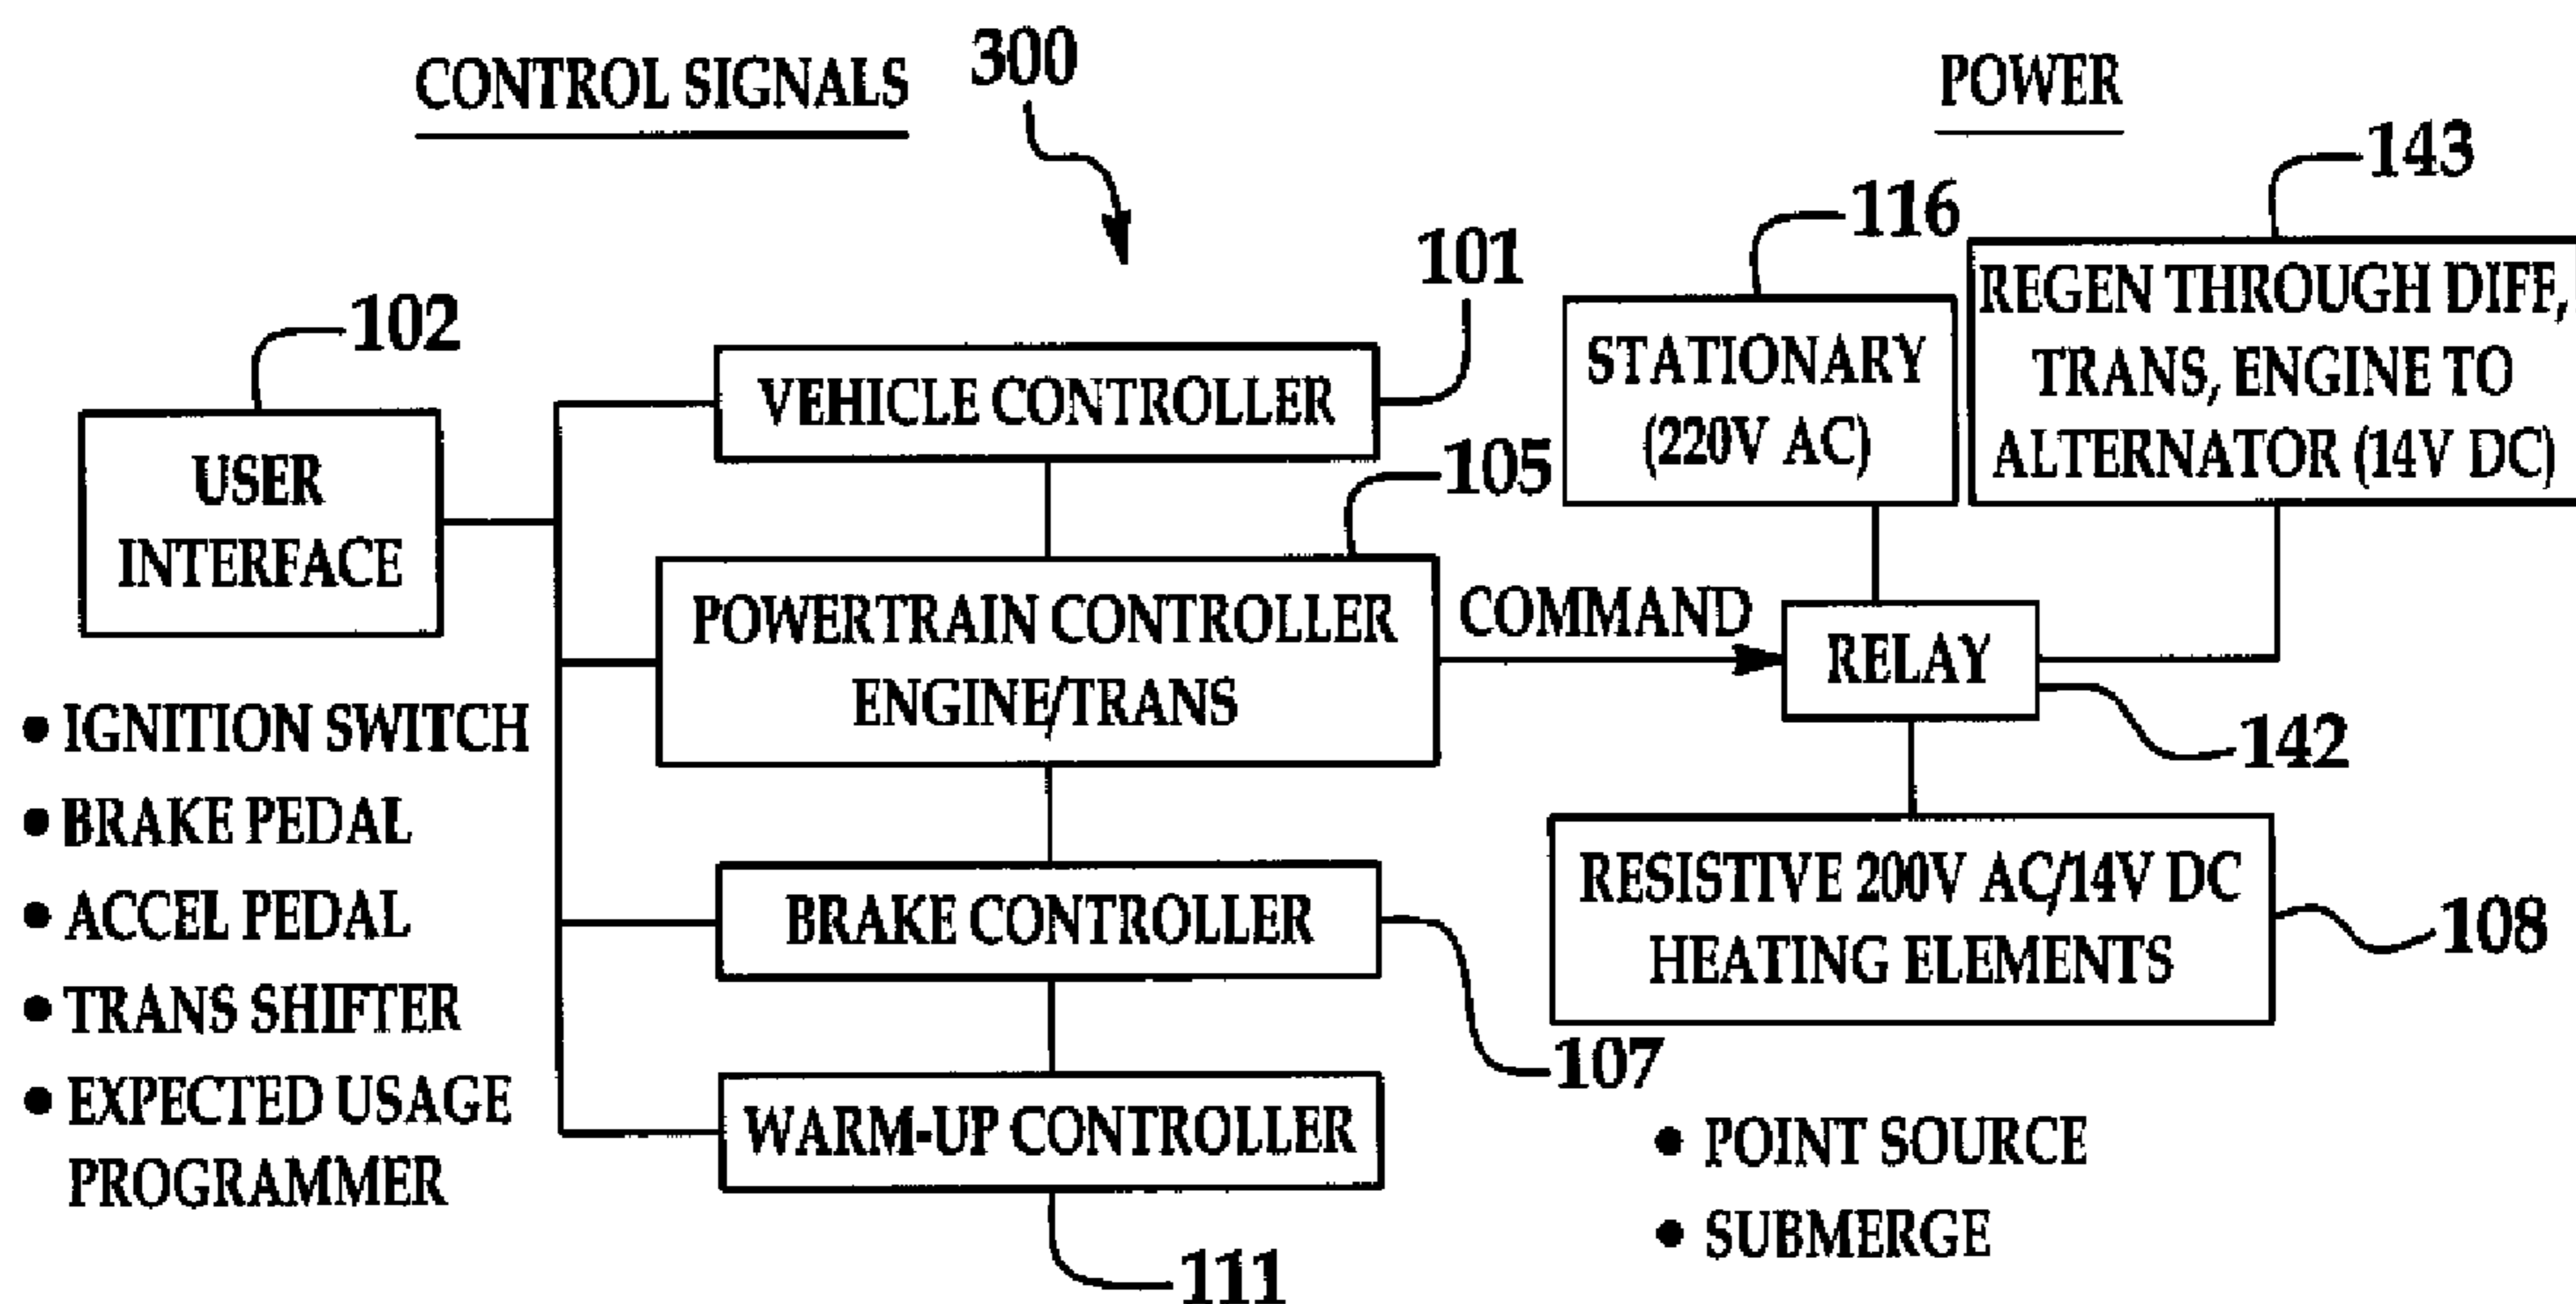 CONTROL SIGNALS
300
POWER
143
116
101
102
REGEN THROUGH DIFF,
TRANS, ENGINE TO
ALTERNATOR (14V DC)
STATIONARY
(220V AC)
VEHICLE CONTROLLER
105
USER
INTERFACE
POWERTRAIN CONTROLLER
ENGINE/TRANS
COMMAND
RELAY
142
• IGNITION SWITCH
• BRAKE PEDAL
• ACCEL PEDAL
• TRANS SHIFTER
• EXPECTED USAGE
PROGRAMMER
BRAKE CONTROLLER
107
RESISTIVE 200V AC/14V DC
HEATING ELEMENTS
108
WARM-UP CONTROLLER
111
• POINT SOURCE
• SUBMERGE